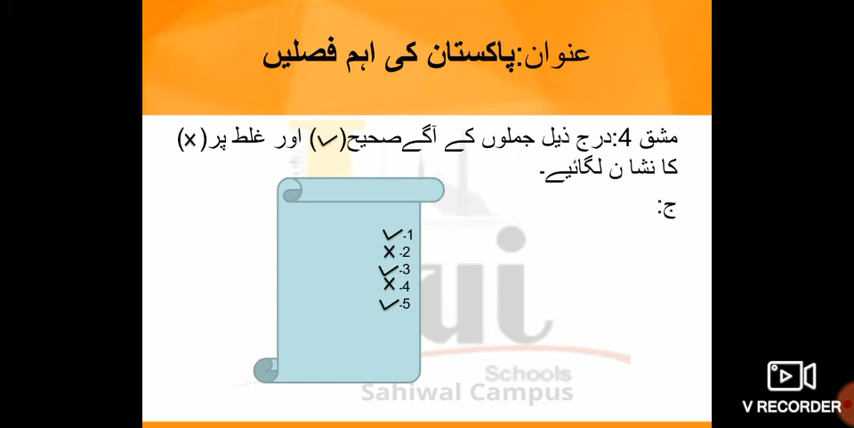 عنوان:پاکستان کی اہم فصلیں
مشق 4:درج ذیل جملوں کے آگےصحیح(✓) اور غلط پر(×)
کا نشا ن لگائیے۔
ج:
1-✓
2-×
3-✓
4-×
5-✓
ui
Schools
Sahiwal Campus
V RECORDER